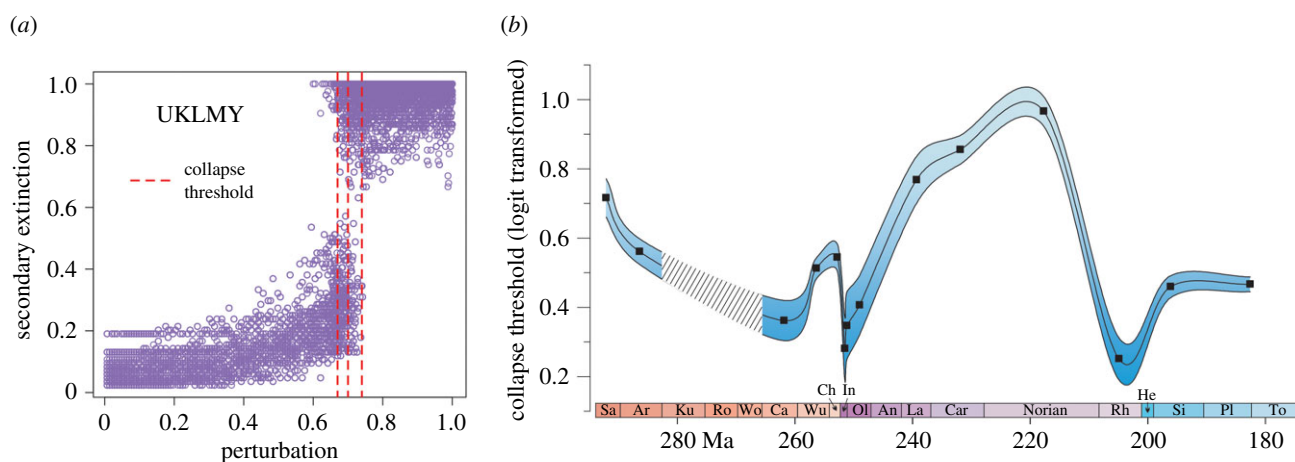 (a)
secondary extinction
1.0
0.8
0.6
0.4
0.2
0
UKLMY
collapse
threshold
0 0.2 0.4 0.6 0.8 1.0
perturbation
(b)
collapse threshold (logit transformed)
1.0
0.8
0.6
0.4
0.2
Ch In
He
Sa Ar Ku Ro Wo Ca Wu Ol An La Car Norian Rh Si Pl To
280 Ma 260 240 220 200 180